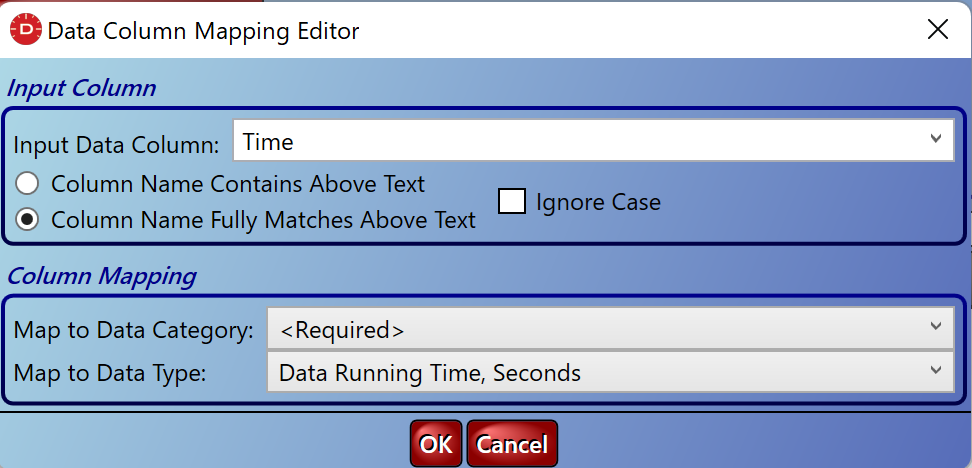 D
Data Column Mapping Editor
Input Column
Input Data Column: Time
Column Name Contains Above Text
Ignore Case
Column Name Fully Matches Above Text
Column Mapping
Map to Data Category: <Required>
Map to Data Type: Data Running Time, Seconds
OK Cancel